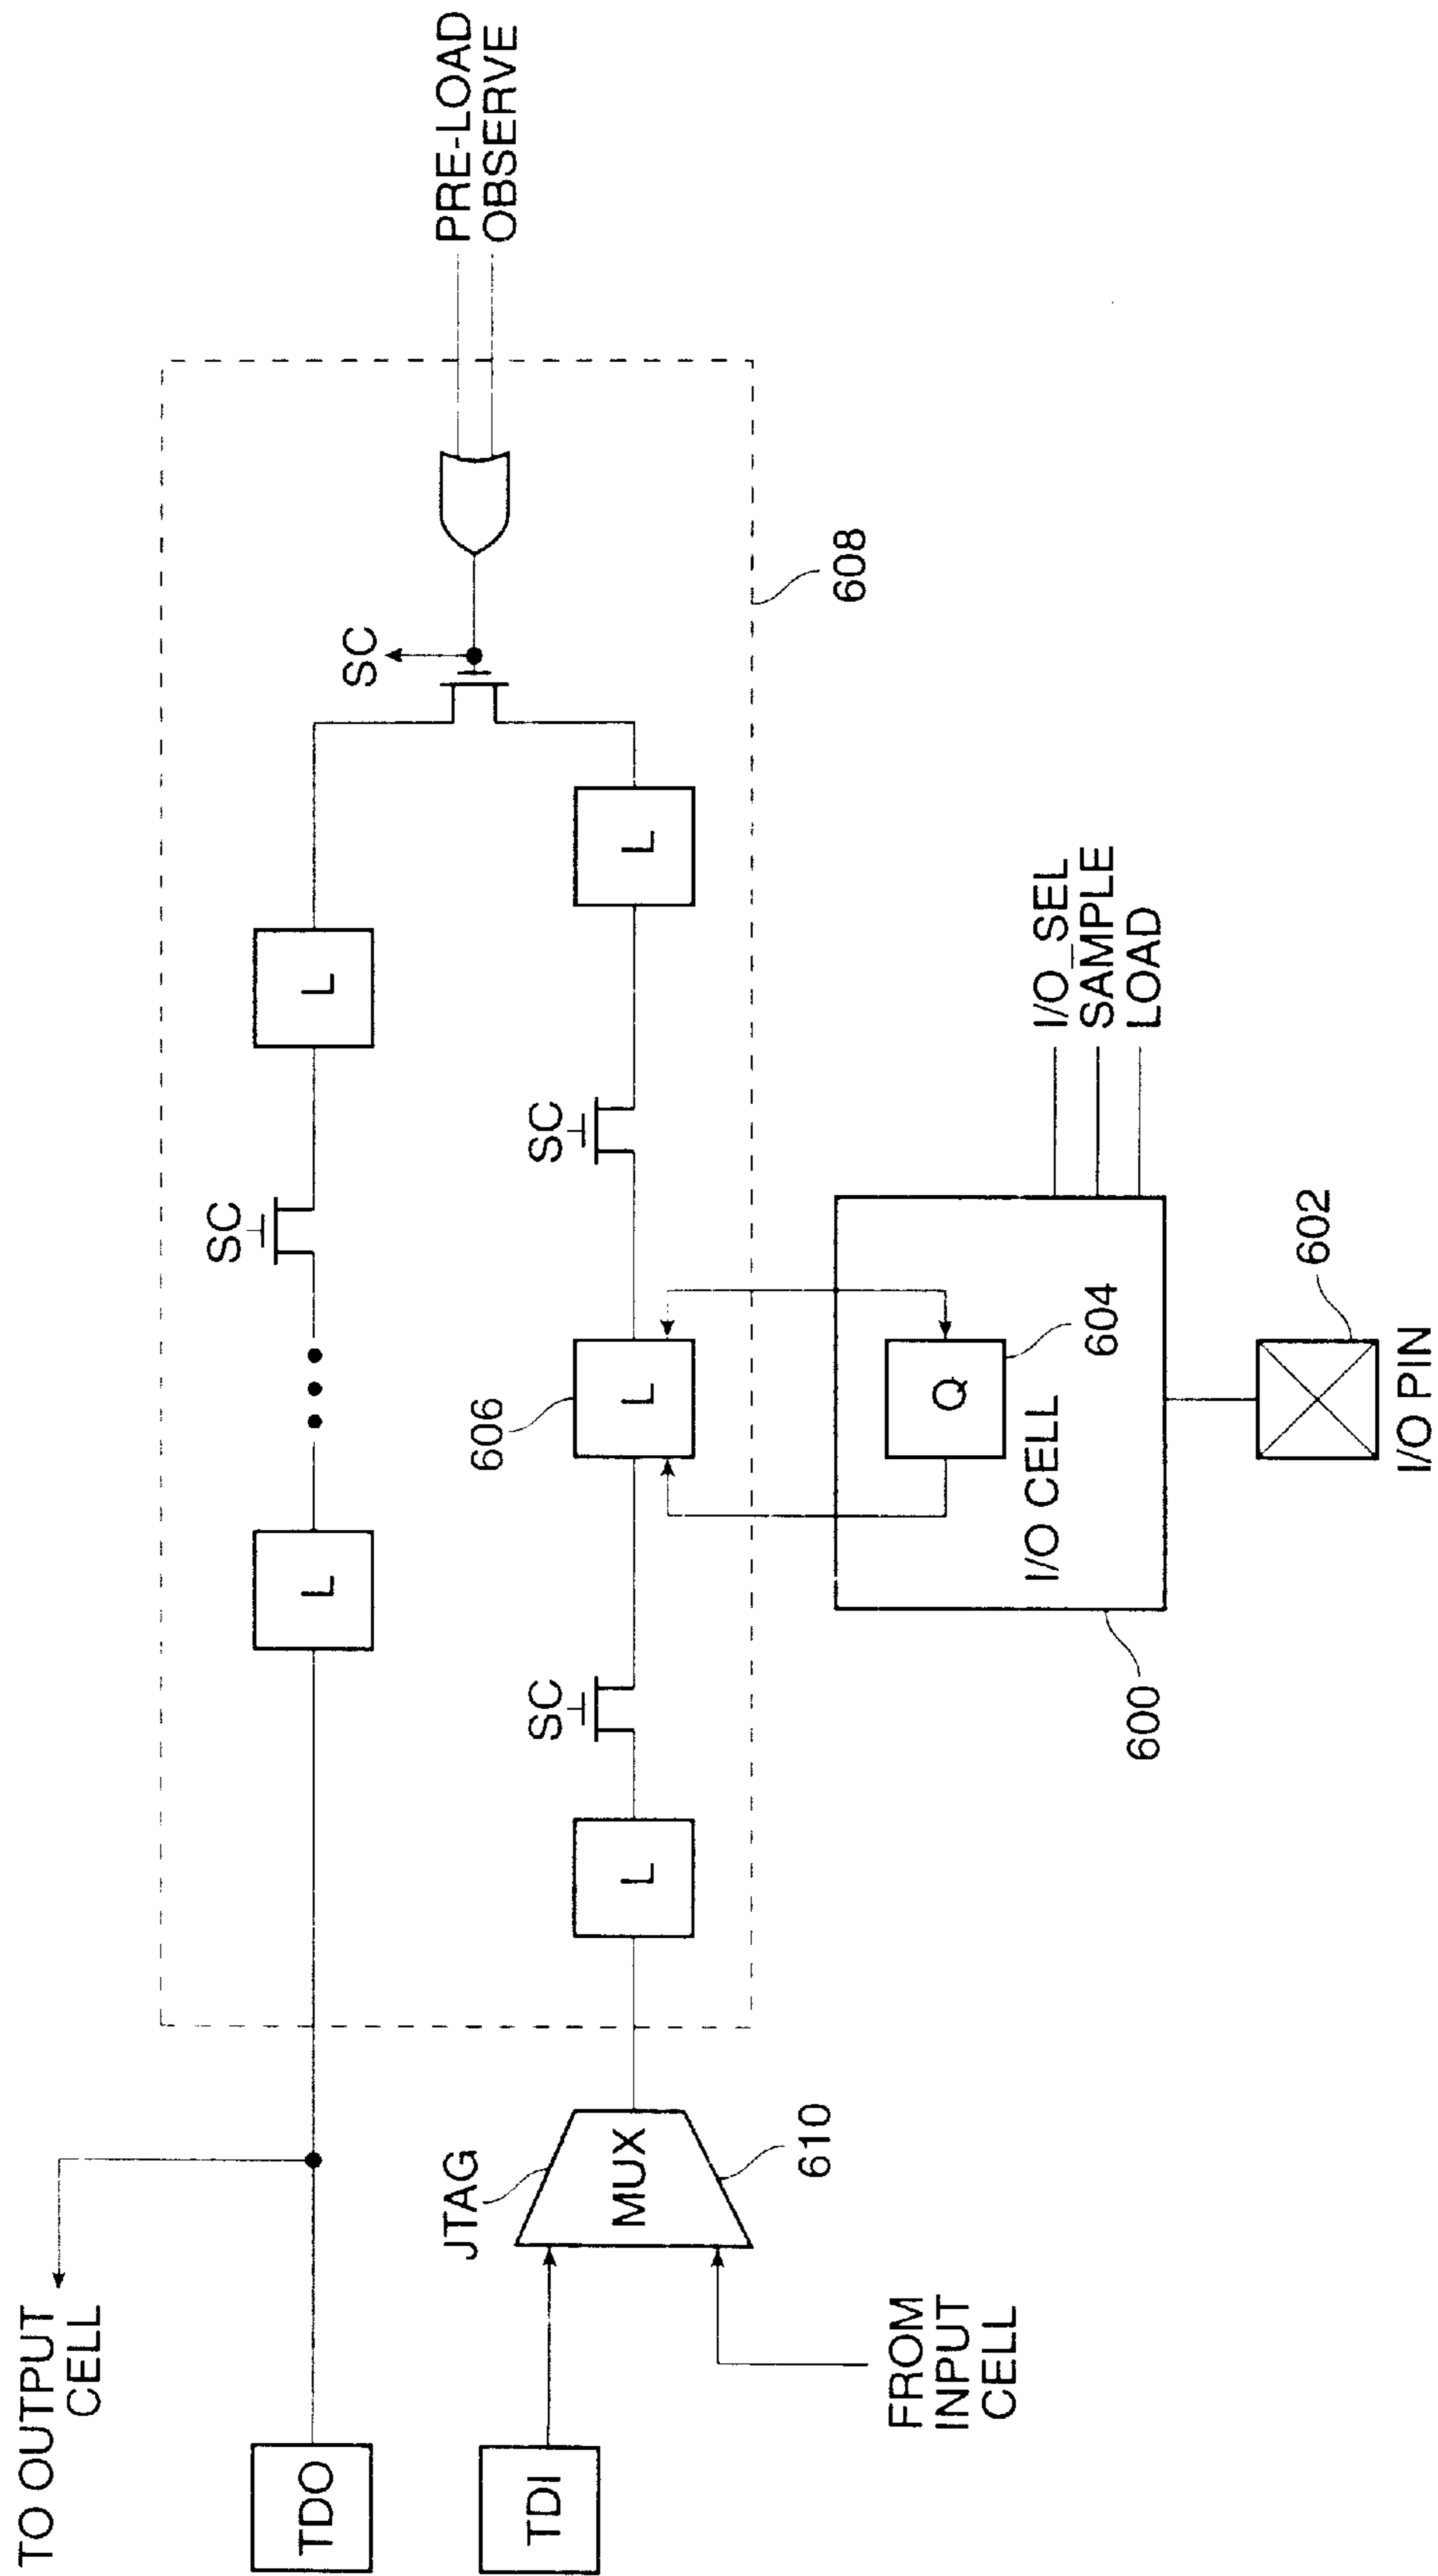 TO OUTPUT
CELL
TDO
L
SC
L
SC
PRE-LOAD
OBSERVE
TDI
JTAG
MUX
610
FROM
INPUT
CELL
L
SC
606
L
SC
L
608
Q
604
I/O CELL
600
I/O_SEL
SAMPLE
LOAD
602
I/O PIN